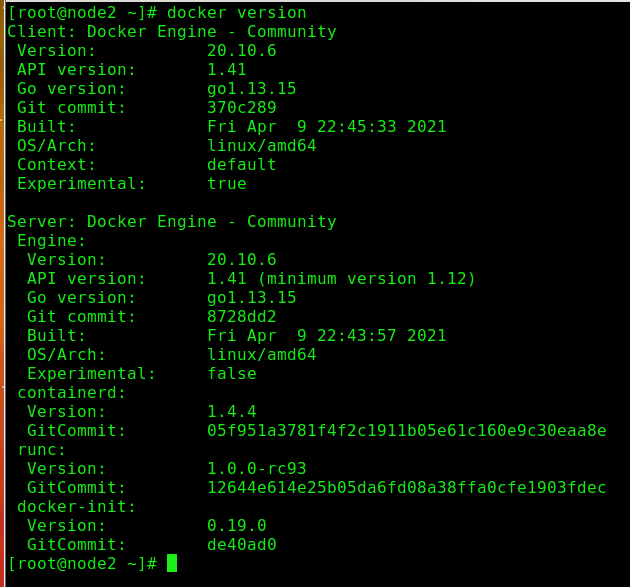 [root@node2 ~]# docker version
Client: Docker Engine - Community
 Version:           20.10.6
 API version:       1.41
 Go version:        go1.13.15
 Git commit:        370c289
 Built:             Fri Apr  9 22:45:33 2021
 OS/Arch:           linux/amd64
 Context:           default
 Experimental:      true

Server: Docker Engine - Community
 Engine:
  Version:          20.10.6
  API version:      1.41 (minimum version 1.12)
  Go version:       go1.13.15
  Git commit:       8728dd2
  Built:            Fri Apr  9 22:43:57 2021
  OS/Arch:          linux/amd64
  Experimental:     false
 containerd:
  Version:          1.4.4
  GitCommit:        05f951a3781f4f2c1911b05e61c160e9c30eaa8e
 runc:
  Version:          1.0.0-rc93
  GitCommit:        12644e614e25b05da6fd08a38ffa0cfe1903fdec
 docker-init:
  Version:          0.19.0
  GitCommit:        de40ad0
[root@node2 ~]#